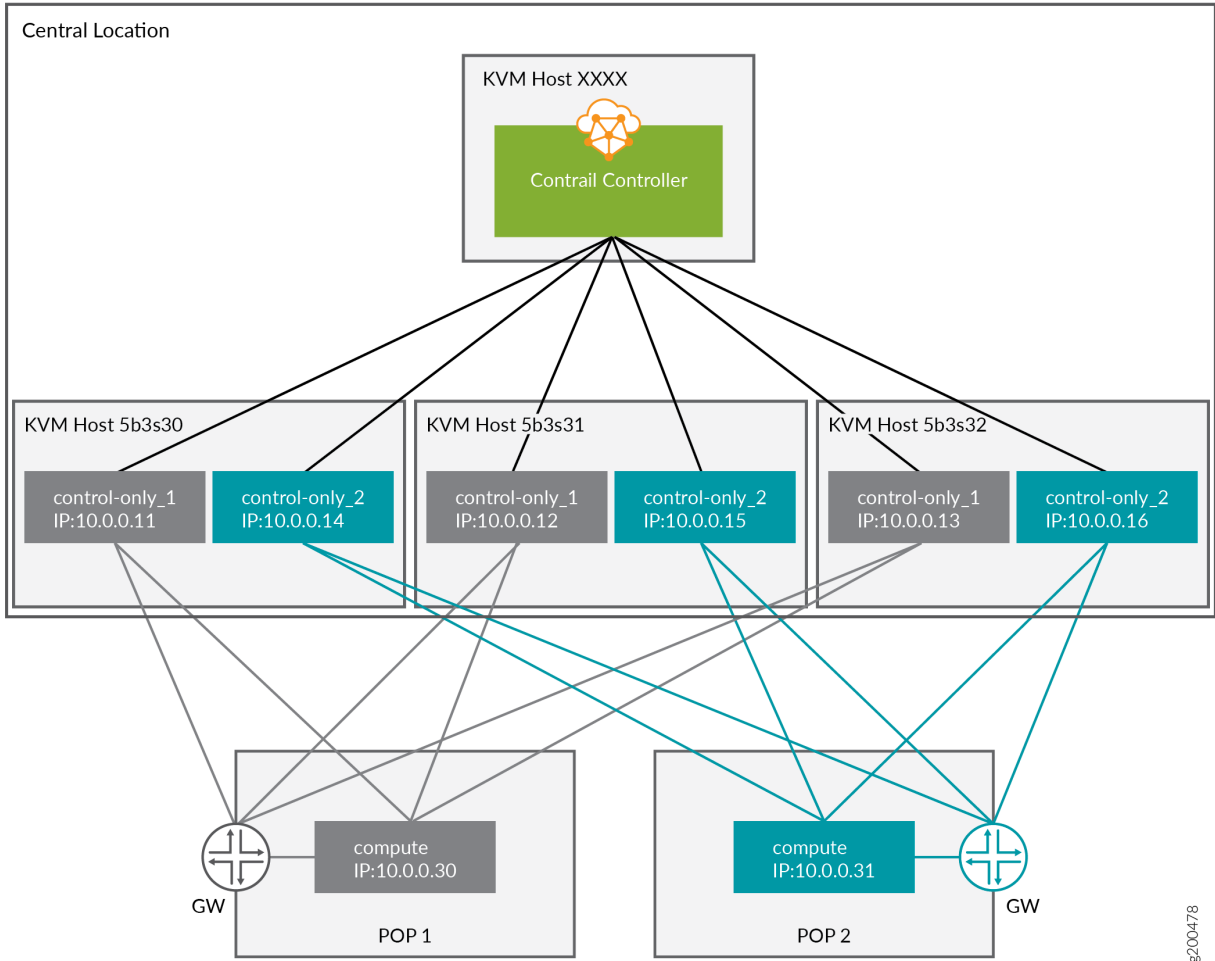 Central Location
KVM Host XXXX
Contrail Controller
KVM Host 5b3s30
control-only_1
IP:10.0.0.11
control-only_2
IP:10.0.0.14
KVM Host 5b3s31
control-only_1
IP:10.0.0.12
control-only_2
IP:10.0.0.15
KVM Host 5b3s32
control-only_1
IP:10.0.0.13
control-only_2
IP:10.0.0.16
compute
IP:10.0.0.30
GW
POP 1
compute
IP:10.0.0.31
GW
POP 2
g200478